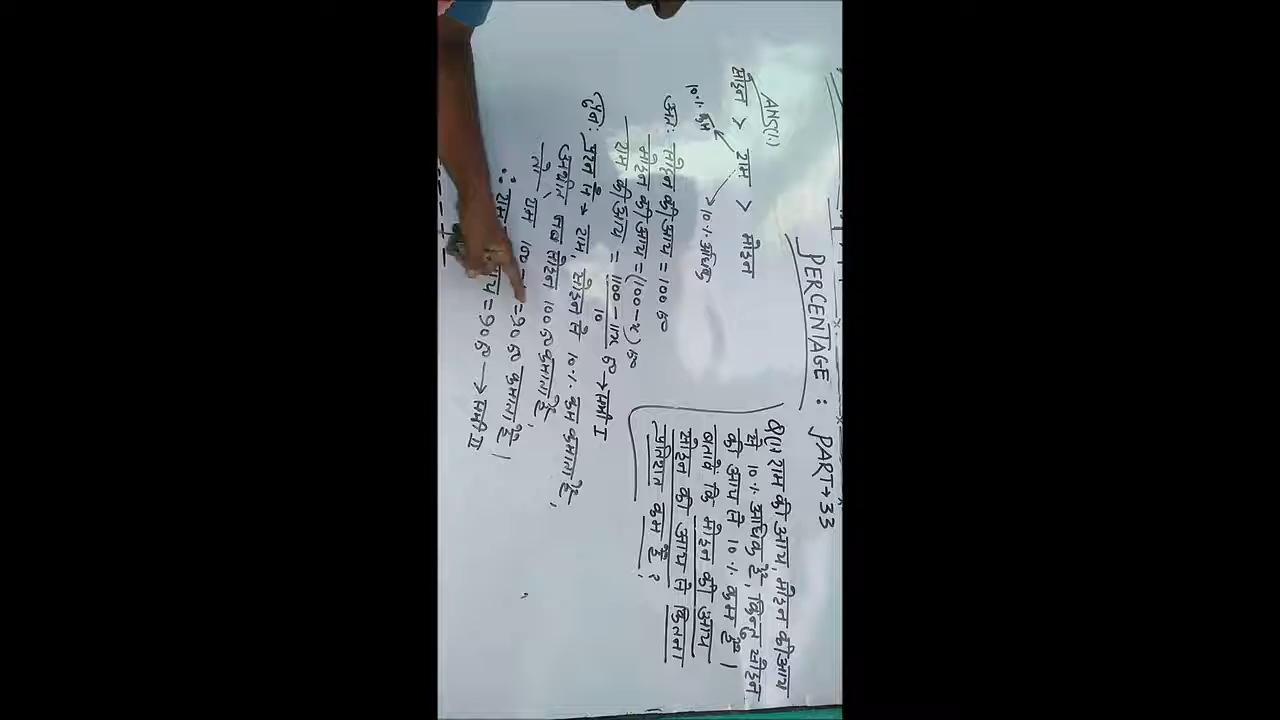 PERCENTAGE : PART→33
Q(1) राम की आय, मोहन की आय
से 10% अधिक है, किन्तु सोहन
की आय से 10% कम है।
बतावें कि मोहन की आय
सोहन की आय से कितना
प्रतिशत कम है?
ANS(1)
सोहन > राम > मोहन
10% कम
10% अधिक
अतः सोहन की आय = 100 रु०
मोहन की आय = (100-x) रु०
राम की आय = 1100-11x/10 रु० → समी I
पुनः प्रश्न से → राम, सोहन से 10% कम कमाता है,
अर्थात जब सोहन 100 रु० कमाता है,
तो राम 100 - = 90 रु० कमाता है।
∴ राम = 90 रु० → समी II